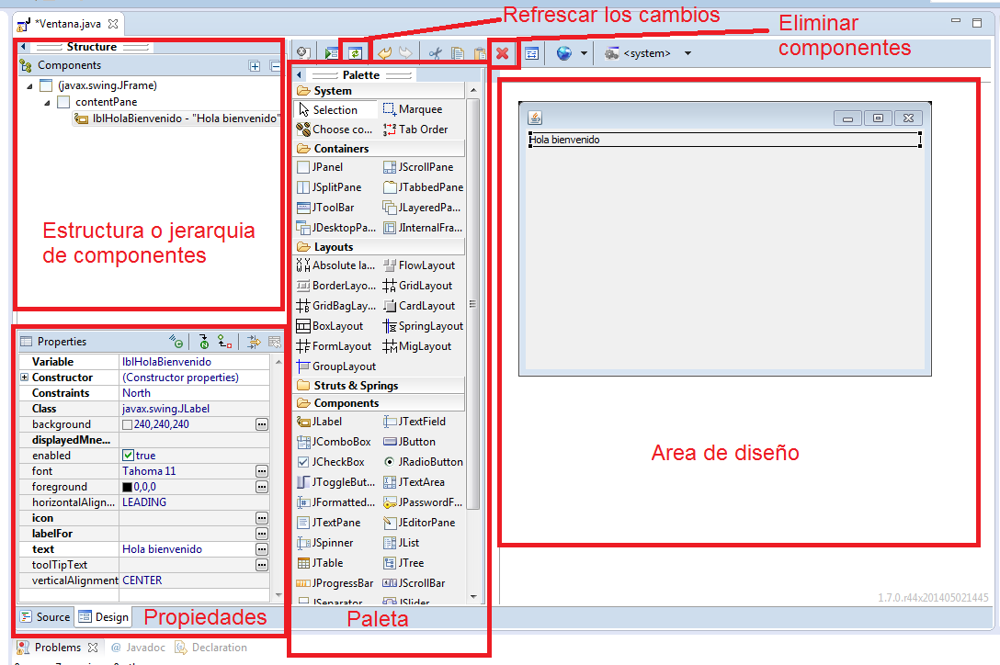 *Ventana.java
Refrescar los cambios
Eliminar
componentes
Structure
<system>
Components
(javax.swing.JFrame)
contentPane
lblHolaBienvenido - "Hola bienvenido"
Estructura o jerarquia
de componentes
Palette
System
Selection
Marquee
Choose co...
Tab Order
Containers
JPanel
JScrollPane
JSplitPane
JTabbedPane
JToolBar
JLayeredPa...
JDesktopPa...
JInternalFra...
Layouts
Absolute la...
FlowLayout
BorderLayo...
GridLayout
GridBagLay...
CardLayout
BoxLayout
SpringLayout
FormLayout
MigLayout
GroupLayout
Struts & Springs
Components
JLabel
JTextField
JComboBox
JButton
JCheckBox
JRadioButton
JToggleBut...
JTextArea
JFormatted...
JPasswordF...
JTextPane
JEditorPane
JSpinner
JList
JTable
JTree
JProgressBar
JScrollBar
JSeparator
JSlider
Paleta
Hola bienvenido
Area de diseño
1.7.0.r44x201405021445
Properties
Variable lblHolaBienvenido
Constructor (Constructor properties)
Constraints North
Class javax.swing.JLabel
background 240,240,240
displayedMne...
enabled true
font Tahoma 11
foreground 0,0,0
horizontalAlign... LEADING
icon
labelFor
text Hola bienvenido
toolTipText
verticalAlignment CENTER
Source
Design
Propiedades
Problems
@ Javadoc
Declaration